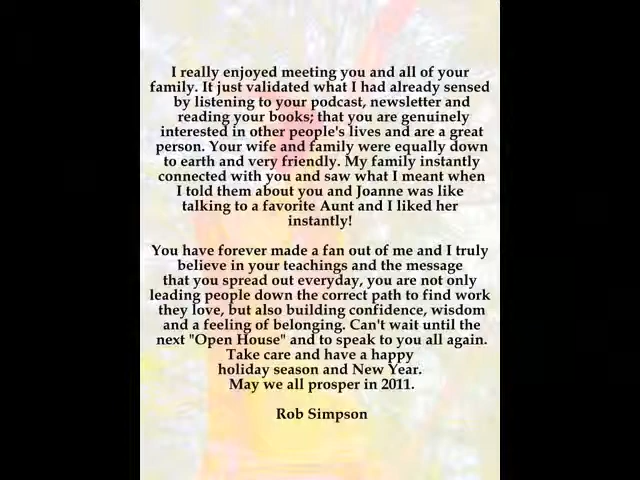 I really enjoyed meeting you and all of your
family. It just validated what I had already sensed
by listening to your podcast, newsletter and
reading your books; that you are genuinely
interested in other people's lives and are a great
person. Your wife and family were equally down
to earth and very friendly. My family instantly
connected with you and saw what I meant when
I told them about you and Joanne was like
talking to a favorite Aunt and I liked her
instantly!
You have forever made a fan out of me and I truly
believe in your teachings and the message
that you spread out everyday, you are not only
leading people down the correct path to find work
they love, but also building confidence, wisdom
and a feeling of belonging. Can't wait until the
next "Open House" and to speak to you all again.
Take care and have a happy
holiday season and New Year.
May we all prosper in 2011.
Rob Simpson